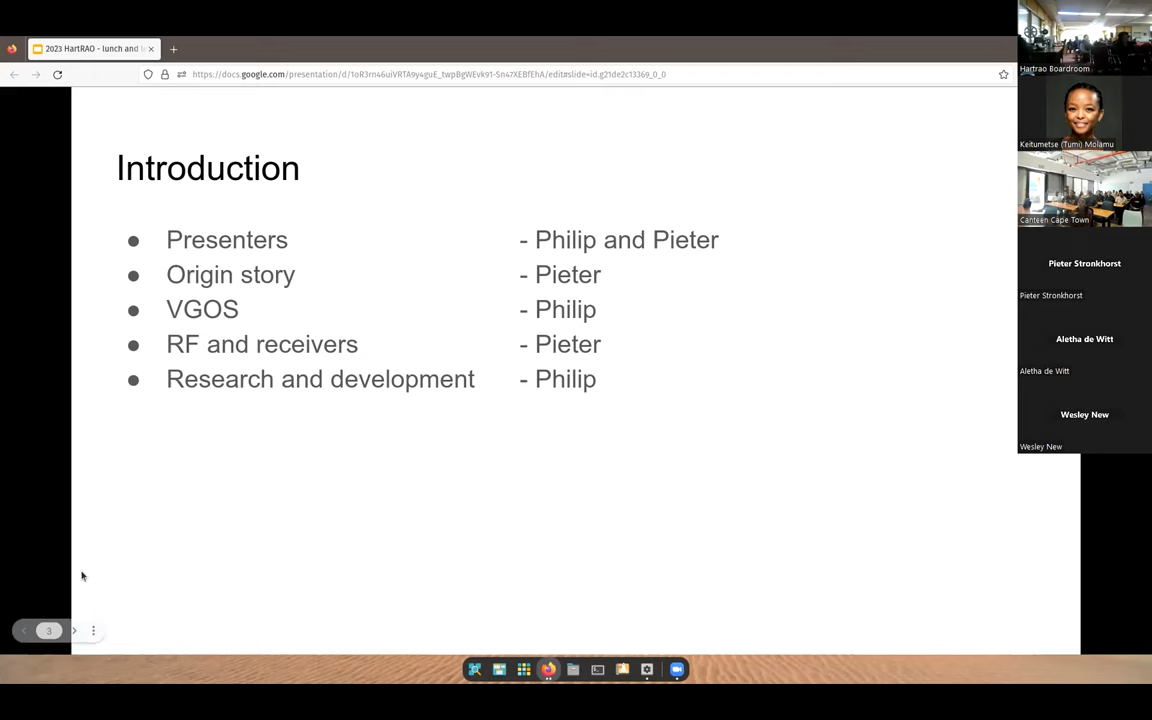 2023 HartRAO - lunch and l
https://docs.google.com/presentation/d/1oR3rn46uiVRTA9y4guE_twpBgWEvk91-Sn47XEBfEhA/edit#slide=id.g21de2c13369_0_0
Introduction
● Presenters - Philip and Pieter
● Origin story - Pieter
● VGOS - Philip
● RF and receivers - Pieter
● Research and development - Philip
3
Hartrao Boardroom
Keitumetse (Tumi) Molamu
Canteen Cape Town
Pieter Stronkhorst
Pieter Stronkhorst
Aletha de Witt
Aletha de Witt
Wesley New
Wesley New